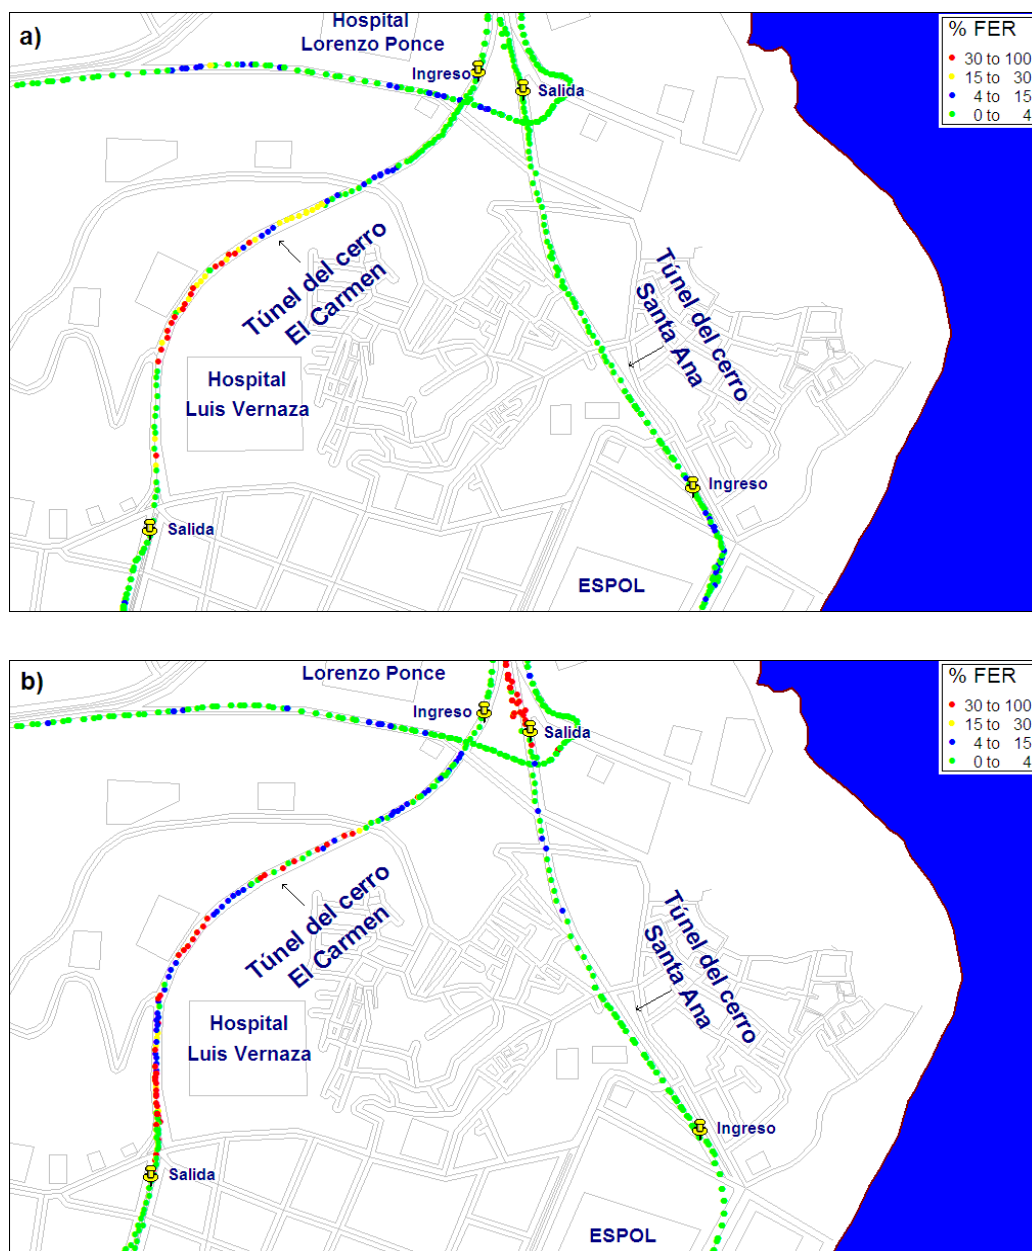 a)
Hospital
Lorenzo Ponce
Ingreso
Salida
% FER
30 to 100
15 to 30
4 to 15
0 to 4
Túnel del cerro
El Carmen
Túnel del cerro
Santa Ana
Hospital
Luis Vernaza
Ingreso
Salida
ESPOL
b)
Lorenzo Ponce
Ingreso
Salida
% FER
30 to 100
15 to 30
4 to 15
0 to 4
Túnel del cerro
El Carmen
Túnel del cerro
Santa Ana
Hospital
Luis Vernaza
Ingreso
Salida
ESPOL